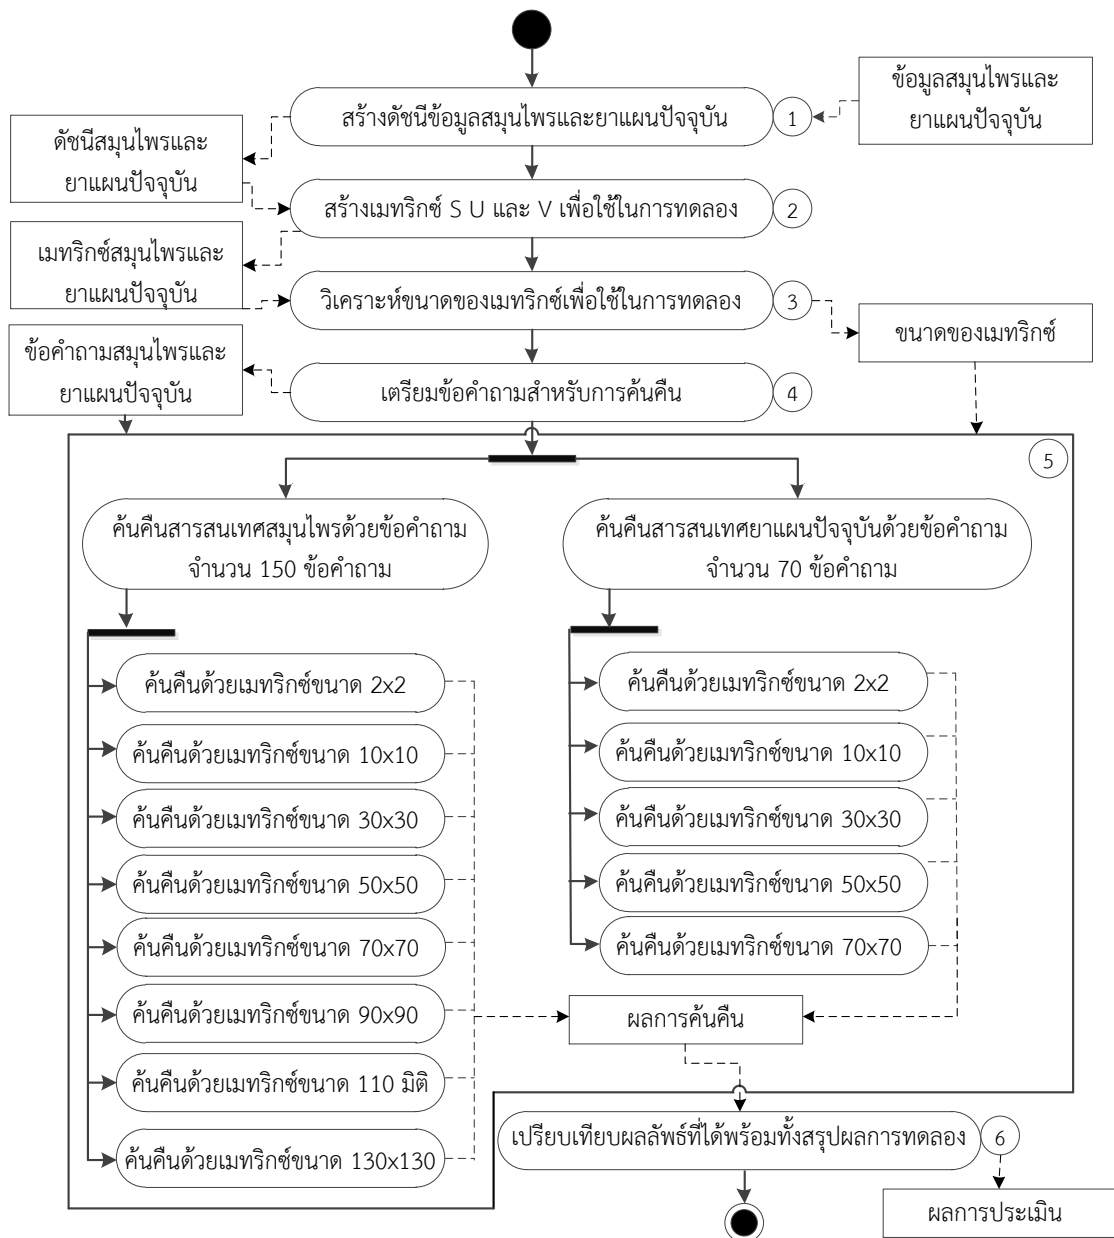 ข้อมูลสมุนไพรและ
ยาแผนปัจจุบัน
สร้างดัชนีข้อมูลสมุนไพรและยาแผนปัจจุบัน
1
ดัชนีสมุนไพรและ
ยาแผนปัจจุบัน
สร้างเมทริกซ์ S U และ V เพื่อใช้ในการทดลอง
2
เมทริกซ์สมุนไพรและ
ยาแผนปัจจุบัน
วิเคราะห์ขนาดของเมทริกซ์เพื่อใช้ในการทดลอง
3
ขนาดของเมทริกซ์
ข้อคำถามสมุนไพรและ
ยาแผนปัจจุบัน
เตรียมข้อคำถามสำหรับการค้นคืน
4
5
ค้นคืนสารสนเทศสมุนไพรด้วยข้อคำถาม
จำนวน 150 ข้อคำถาม
ค้นคืนสารสนเทศยาแผนปัจจุบันด้วยข้อคำถาม
จำนวน 70 ข้อคำถาม
ค้นคืนด้วยเมทริกซ์ขนาด 2x2
ค้นคืนด้วยเมทริกซ์ขนาด 10x10
ค้นคืนด้วยเมทริกซ์ขนาด 30x30
ค้นคืนด้วยเมทริกซ์ขนาด 50x50
ค้นคืนด้วยเมทริกซ์ขนาด 70x70
ค้นคืนด้วยเมทริกซ์ขนาด 90x90
ค้นคืนด้วยเมทริกซ์ขนาด 110 มิติ
ค้นคืนด้วยเมทริกซ์ขนาด 130x130
ค้นคืนด้วยเมทริกซ์ขนาด 2x2
ค้นคืนด้วยเมทริกซ์ขนาด 10x10
ค้นคืนด้วยเมทริกซ์ขนาด 30x30
ค้นคืนด้วยเมทริกซ์ขนาด 50x50
ค้นคืนด้วยเมทริกซ์ขนาด 70x70
ผลการค้นคืน
เปรียบเทียบผลลัพธ์ที่ได้พร้อมทั้งสรุปผลการทดลอง
6
ผลการประเมิน